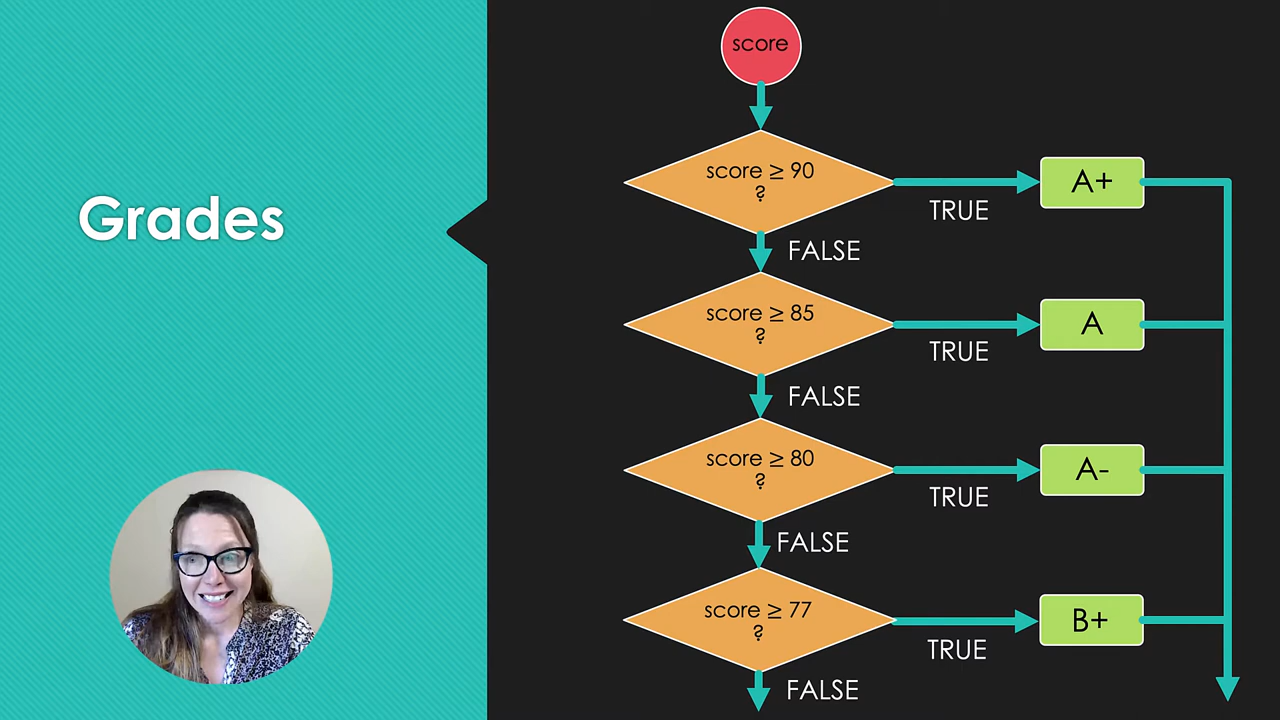 Grades
score
score ≥ 90
?
TRUE
A+
FALSE
score ≥ 85
?
TRUE
A
FALSE
score ≥ 80
?
TRUE
A-
FALSE
score ≥ 77
?
TRUE
B+
FALSE